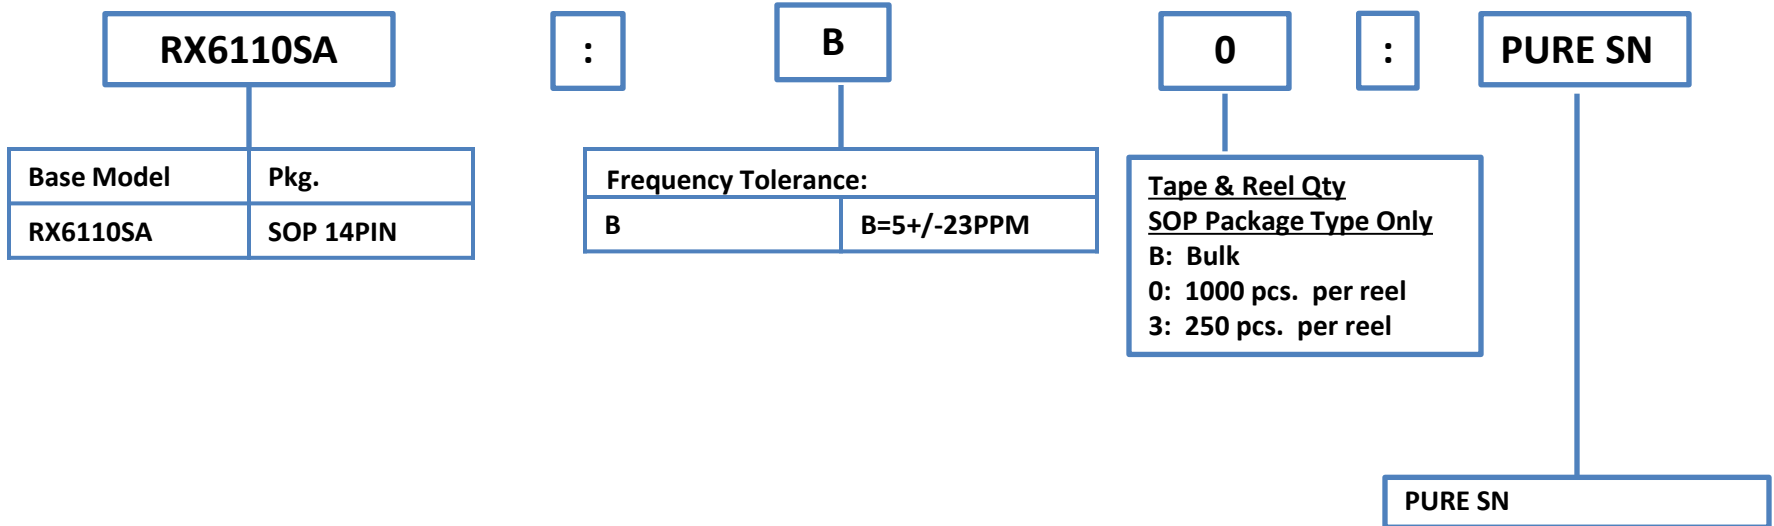 RX6110SA : B 0 : PURE SN
Base Model Pkg.
RX6110SA SOP 14PIN
Frequency Tolerance:
B B=5+/-23PPM
Tape & Reel Qty
SOP Package Type Only
B: Bulk
0: 1000 pcs. per reel
3: 250 pcs. per reel
PURE SN